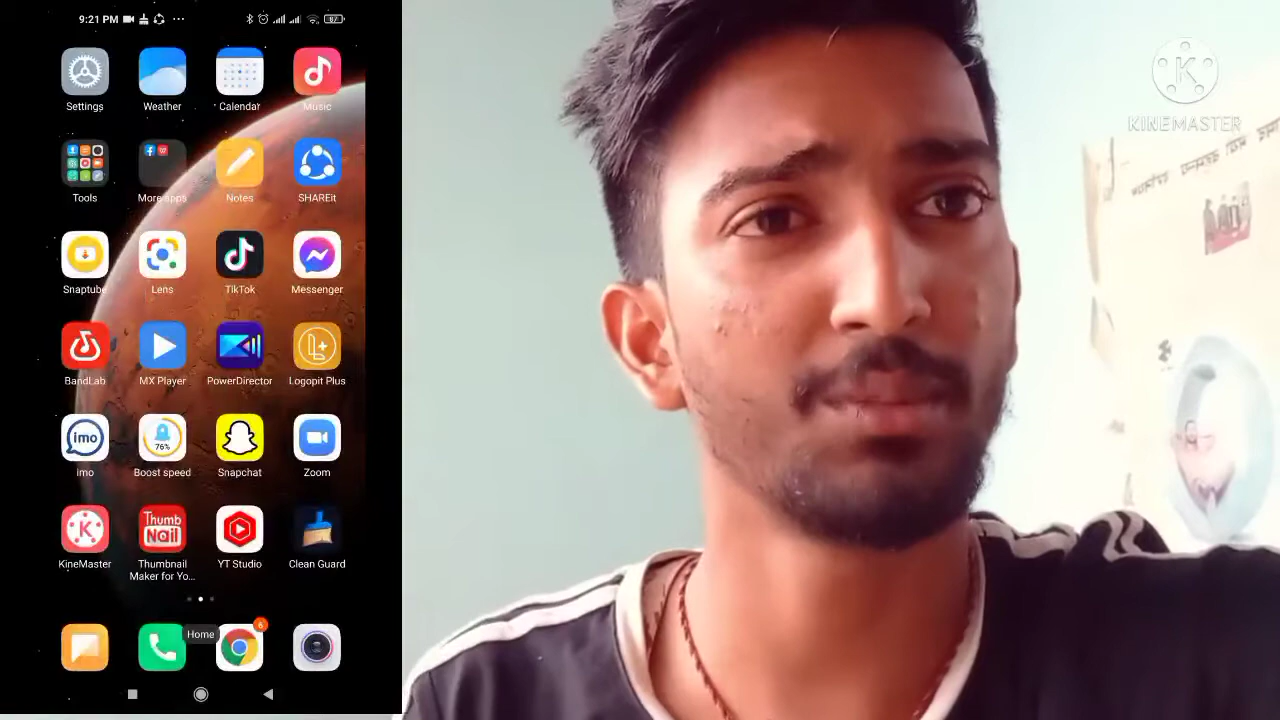 9:21 PM
87
Settings Weather Calendar Music
Tools More apps Notes SHAREit
Snaptube Lens TikTok Messenger
BandLab MX Player PowerDirector Logopit Plus
imo
76%
imo Boost speed Snapchat Zoom
Thumb
Nail
KineMaster Thumbnail YT Studio Clean Guard
Maker for Yo...
6
Home
K
KINEMASTER